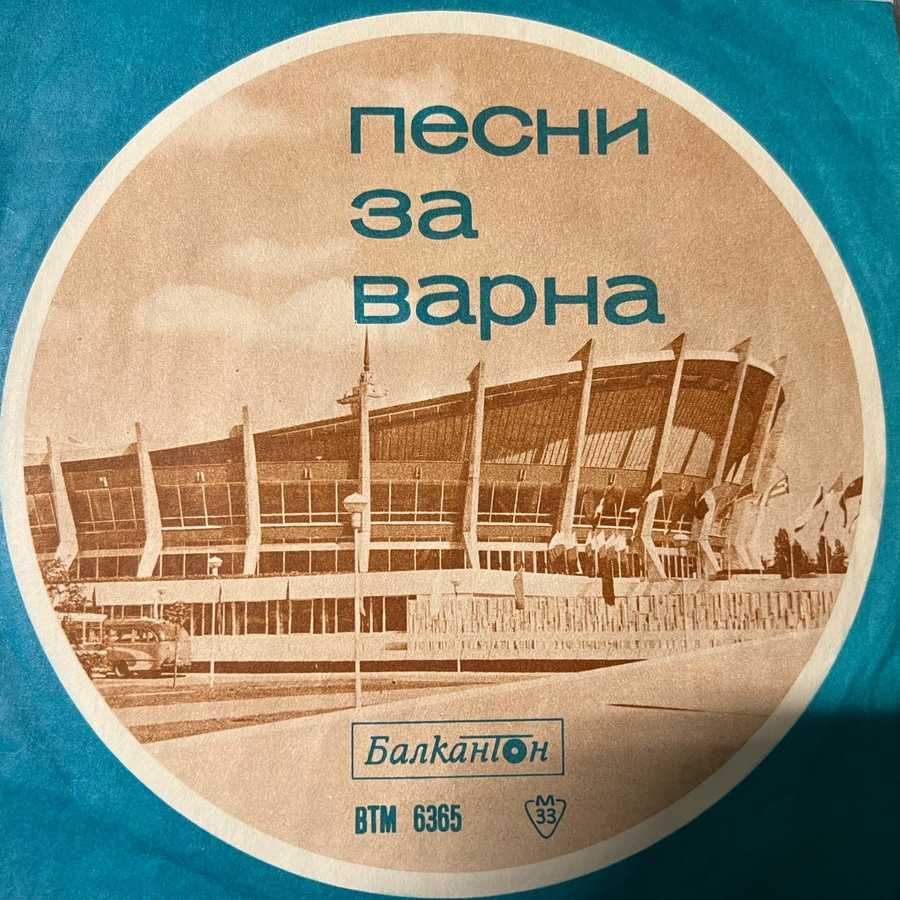 песни
за
варна
Балкантон
ВТМ 6365
М
33